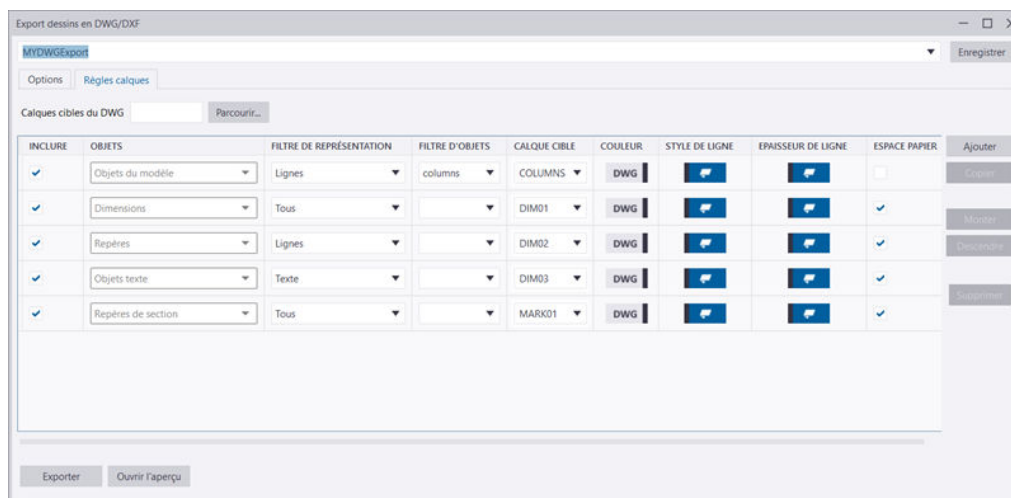 Export dessins en DWG/DXF
MYDWGExport
Enregistrer
Options Règles calques
Calques cibles du DWG Parcourir...
INCLURE OBJETS FILTRE DE REPRÉSENTATION FILTRE D'OBJETS CALQUE CIBLE COULEUR STYLE DE LIGNE EPAISSEUR DE LIGNE ESPACE PAPIER
Ajouter
Objets du modèle Lignes columns COLUMNS DWG
Copier
Dimensions Tous DIM01 DWG
Monter
Repères Lignes DIM02 DWG
Descendre
Objets texte Texte DIM03 DWG
Supprimer
Repères de section Tous MARK01 DWG
Exporter Ouvrir l'aperçu